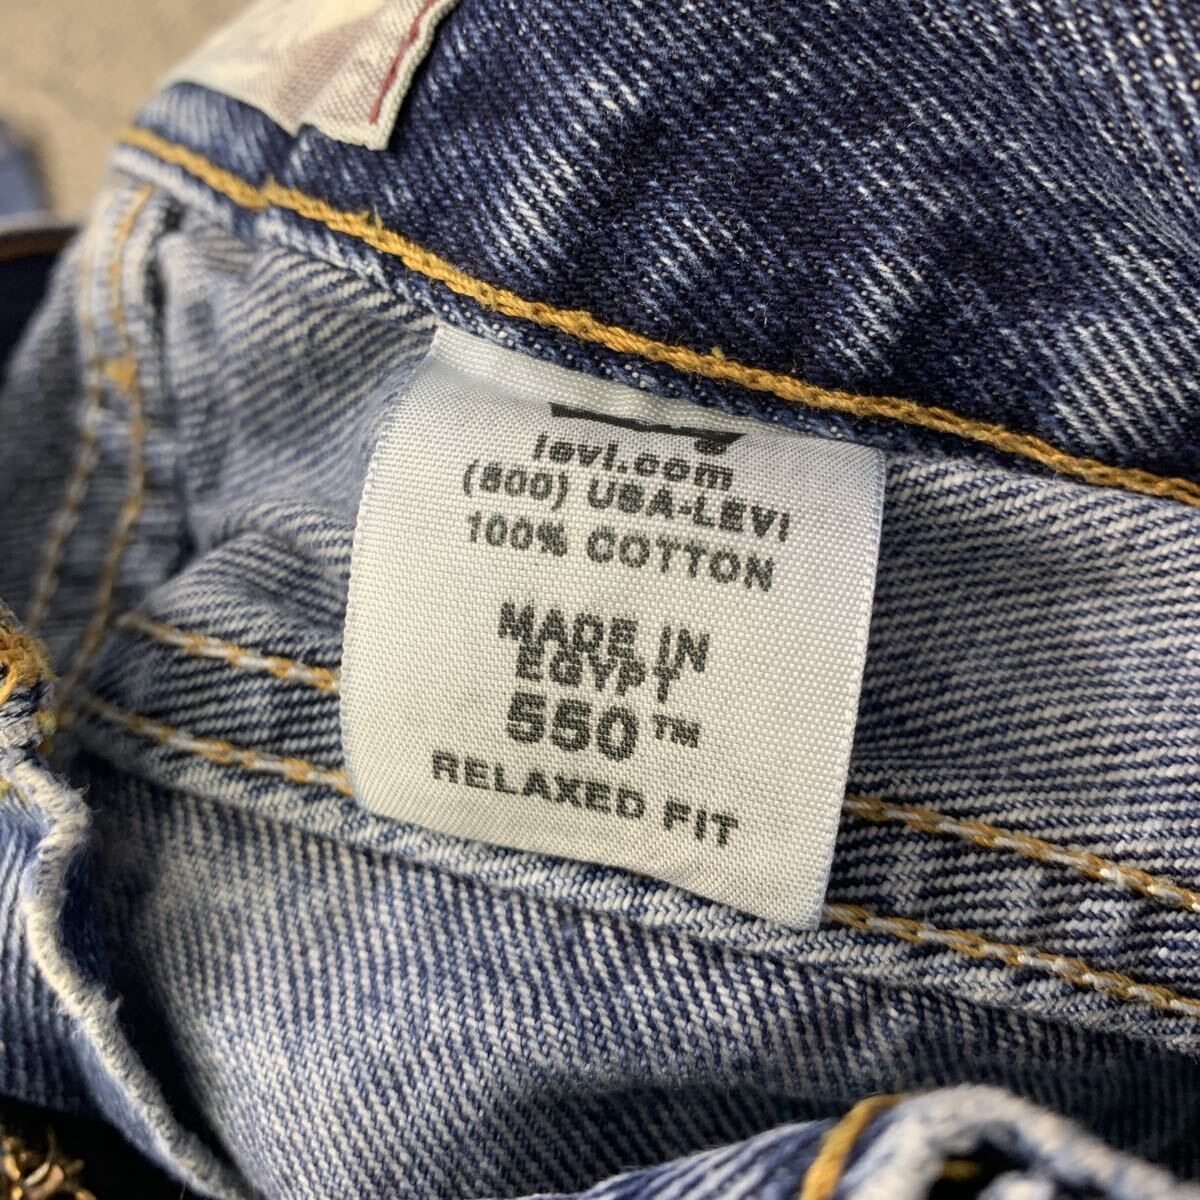 levi.com
(800) USA-LEVI
100% COTTON
MADE IN
EGYPT
550™
RELAXED FIT